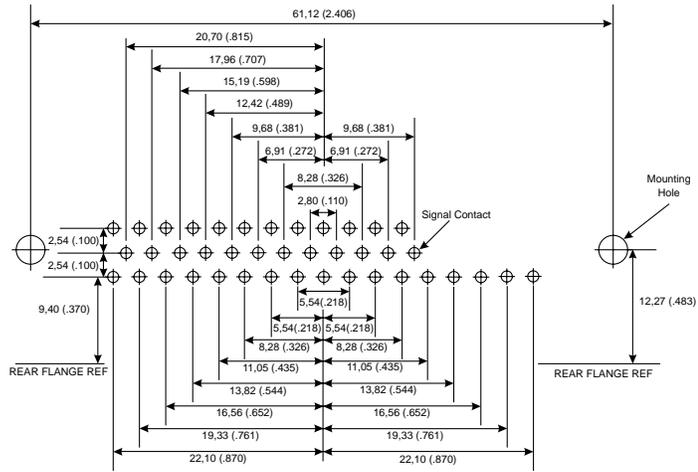 61,12 (2.406)
20,70 (.815)
17,96 (.707)
15,19 (.598)
12,42 (.489)
9,68 (.381) 9,68 (.381)
6,91 (.272) 6,91 (.272)
8,28 (.326)
2,80 (.110)
Mounting
Hole
Signal Contact
2,54 (.100)
2,54 (.100)
9,40 (.370)
12,27 (.483)
5,54(.218)
5,54(.218) 5,54(.218)
8,28 (.326) 8,28 (.326)
11,05 (.435) 11,05 (.435)
REAR FLANGE REF REAR FLANGE REF
13,82 (.544) 13,82 (.544)
16,56 (.652) 16,56 (.652)
19,33 (.761) 19,33 (.761)
22,10 (.870) 22,10 (.870)